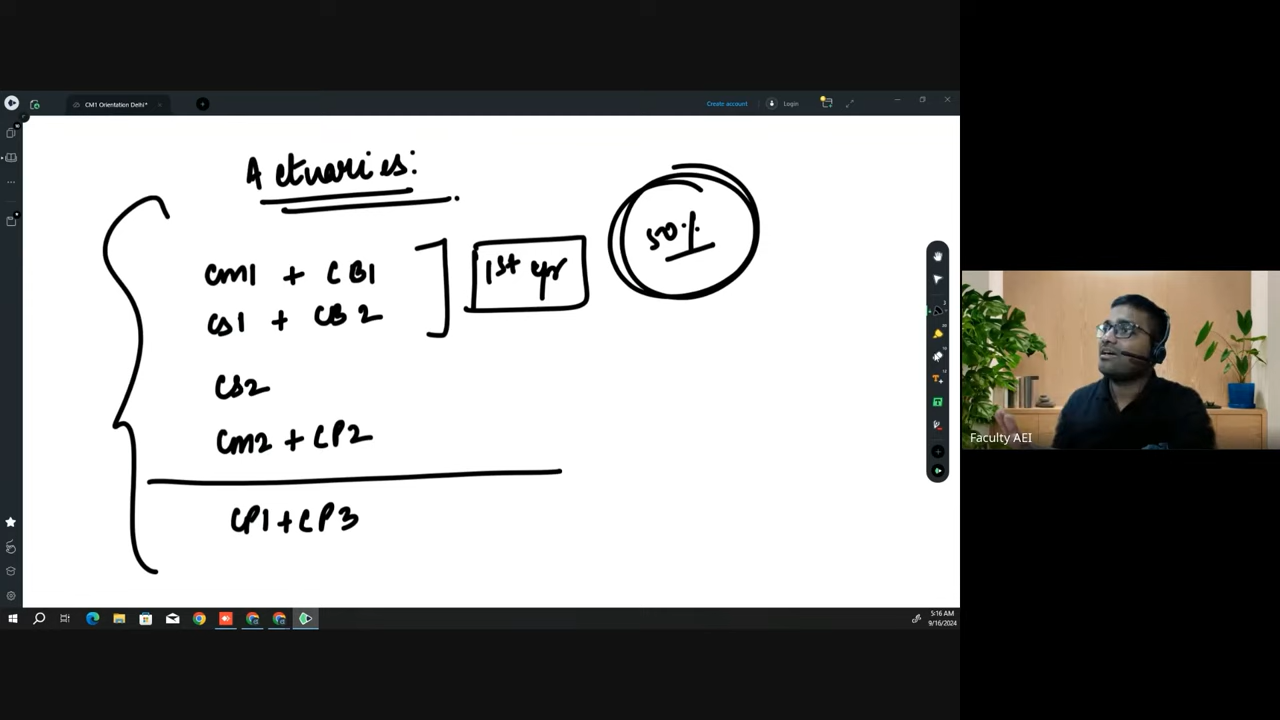 CM1 Orientation Delhi*
Create account
Login
Actuaries:
CM1 + CB1
1st yr
50%
CS1 + CB2
CS2
CM2 + CP2
CP1+CP3
Faculty AEI
5:16 AM
9/16/2024